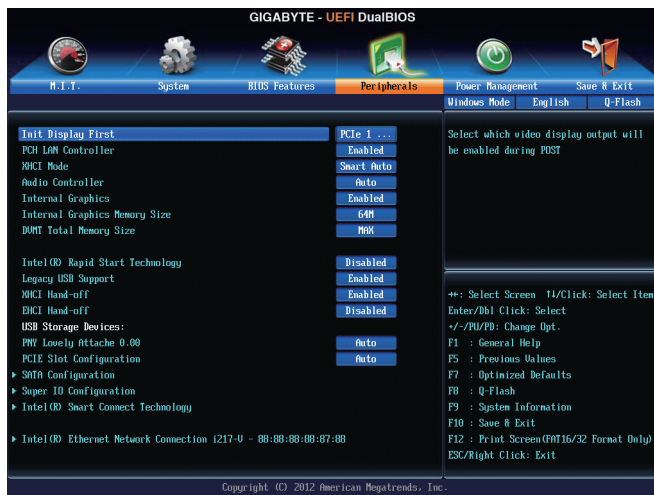 GIGABYTE - UEFI DualBIOS
M.I.T. System BIOS Features Peripherals Power Management Save & Exit
Windows Mode English Q-Flash
Init Display First PCIe 1 ...
PCH LAN Controller Enabled
XHCI Mode Smart Auto
Audio Controller Auto
Internal Graphics Enabled
Internal Graphics Memory Size 64M
DVMT Total Memory Size MAX
Intel(R) Rapid Start Technology Disabled
Legacy USB Support Enabled
XHCI Hand-off Enabled
EHCI Hand-off Disabled
USB Storage Devices:
PNY Lovely Attache 0.00 Auto
PCIE Slot Configuration Auto
SATA Configuration
Super IO Configuration
Intel(R) Smart Connect Technology
Intel(R) Ethernet Network Connection i217-V - 88:88:88:88:87:88
Select which video display output will
be enabled during POST
→←: Select Screen ↑↓/Click: Select Item
Enter/Dbl Click: Select
+/-/PU/PD: Change Opt.
F1 : General Help
F5 : Previous Values
F7 : Optimized Defaults
F8 : Q-Flash
F9 : System Information
F10 : Save & Exit
F12 : Print Screen(FAT16/32 Format Only)
ESC/Right Click: Exit
Copyright (C) 2012 American Megatrends, Inc.